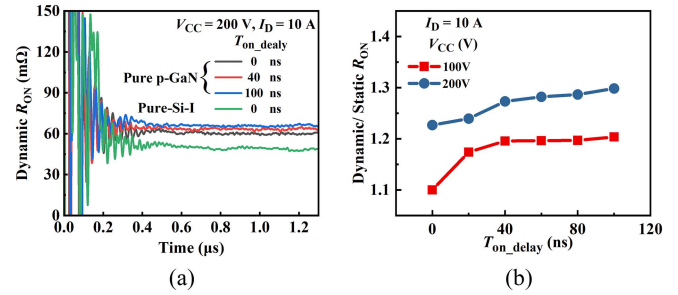 (a)
V_CC = 200 V, I_D = 10 A
T_on_dealy
Pure p-GaN { 0 ns
40 ns
100 ns
Pure-Si-I 0 ns
Dynamic R_ON (mΩ)
150
120
90
60
30
0
0.0 0.2 0.4 0.6 0.8 1.0 1.2
Time (μs)
(a)
(b)
I_D = 10 A
V_CC (V)
100V
200V
Dynamic/ Static R_ON
1.4
1.3
1.2
1.1
0 40 80 120
T_on_delay (ns)
(b)